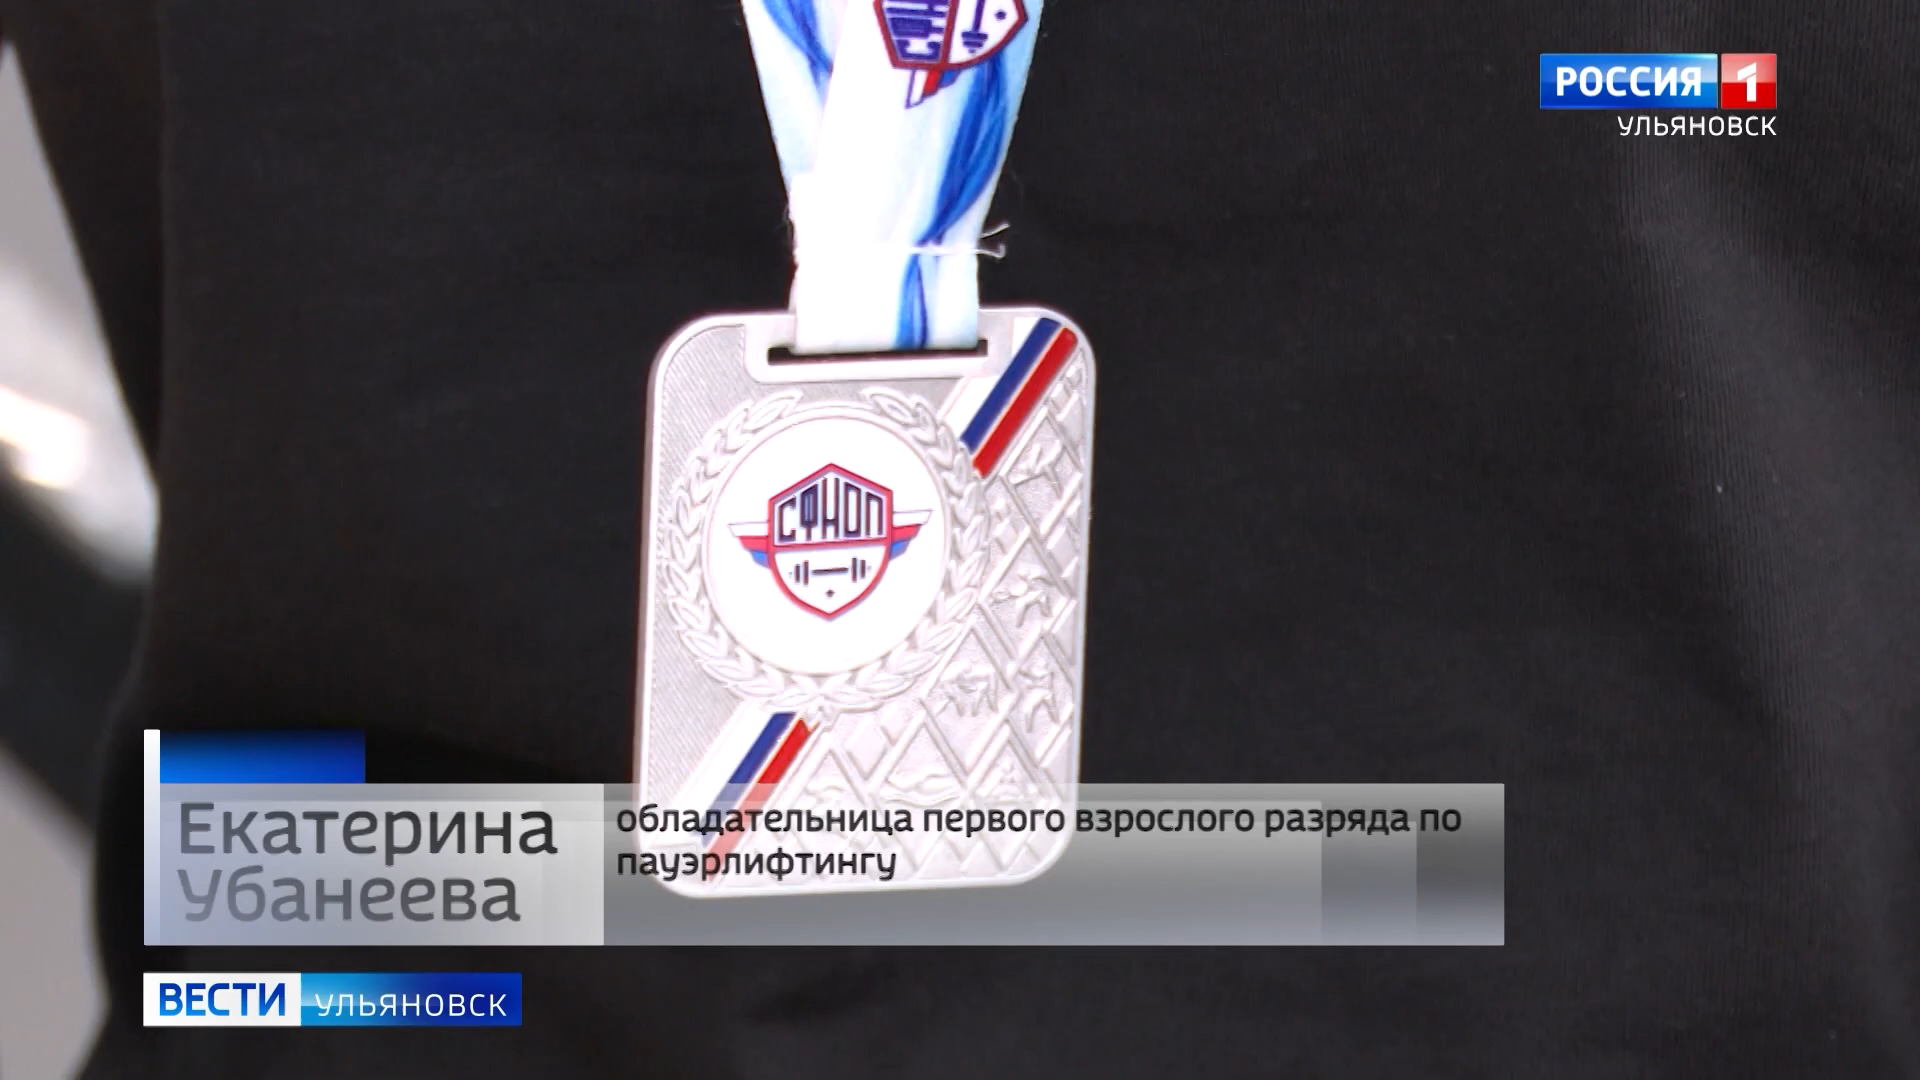 РОССИЯ 1
УЛЬЯНОВСК
СФНОП
Екатерина
Убанеева
обладательница первого взрослого разряда по
пауэрлифтингу
ВЕСТИ УЛЬЯНОВСК